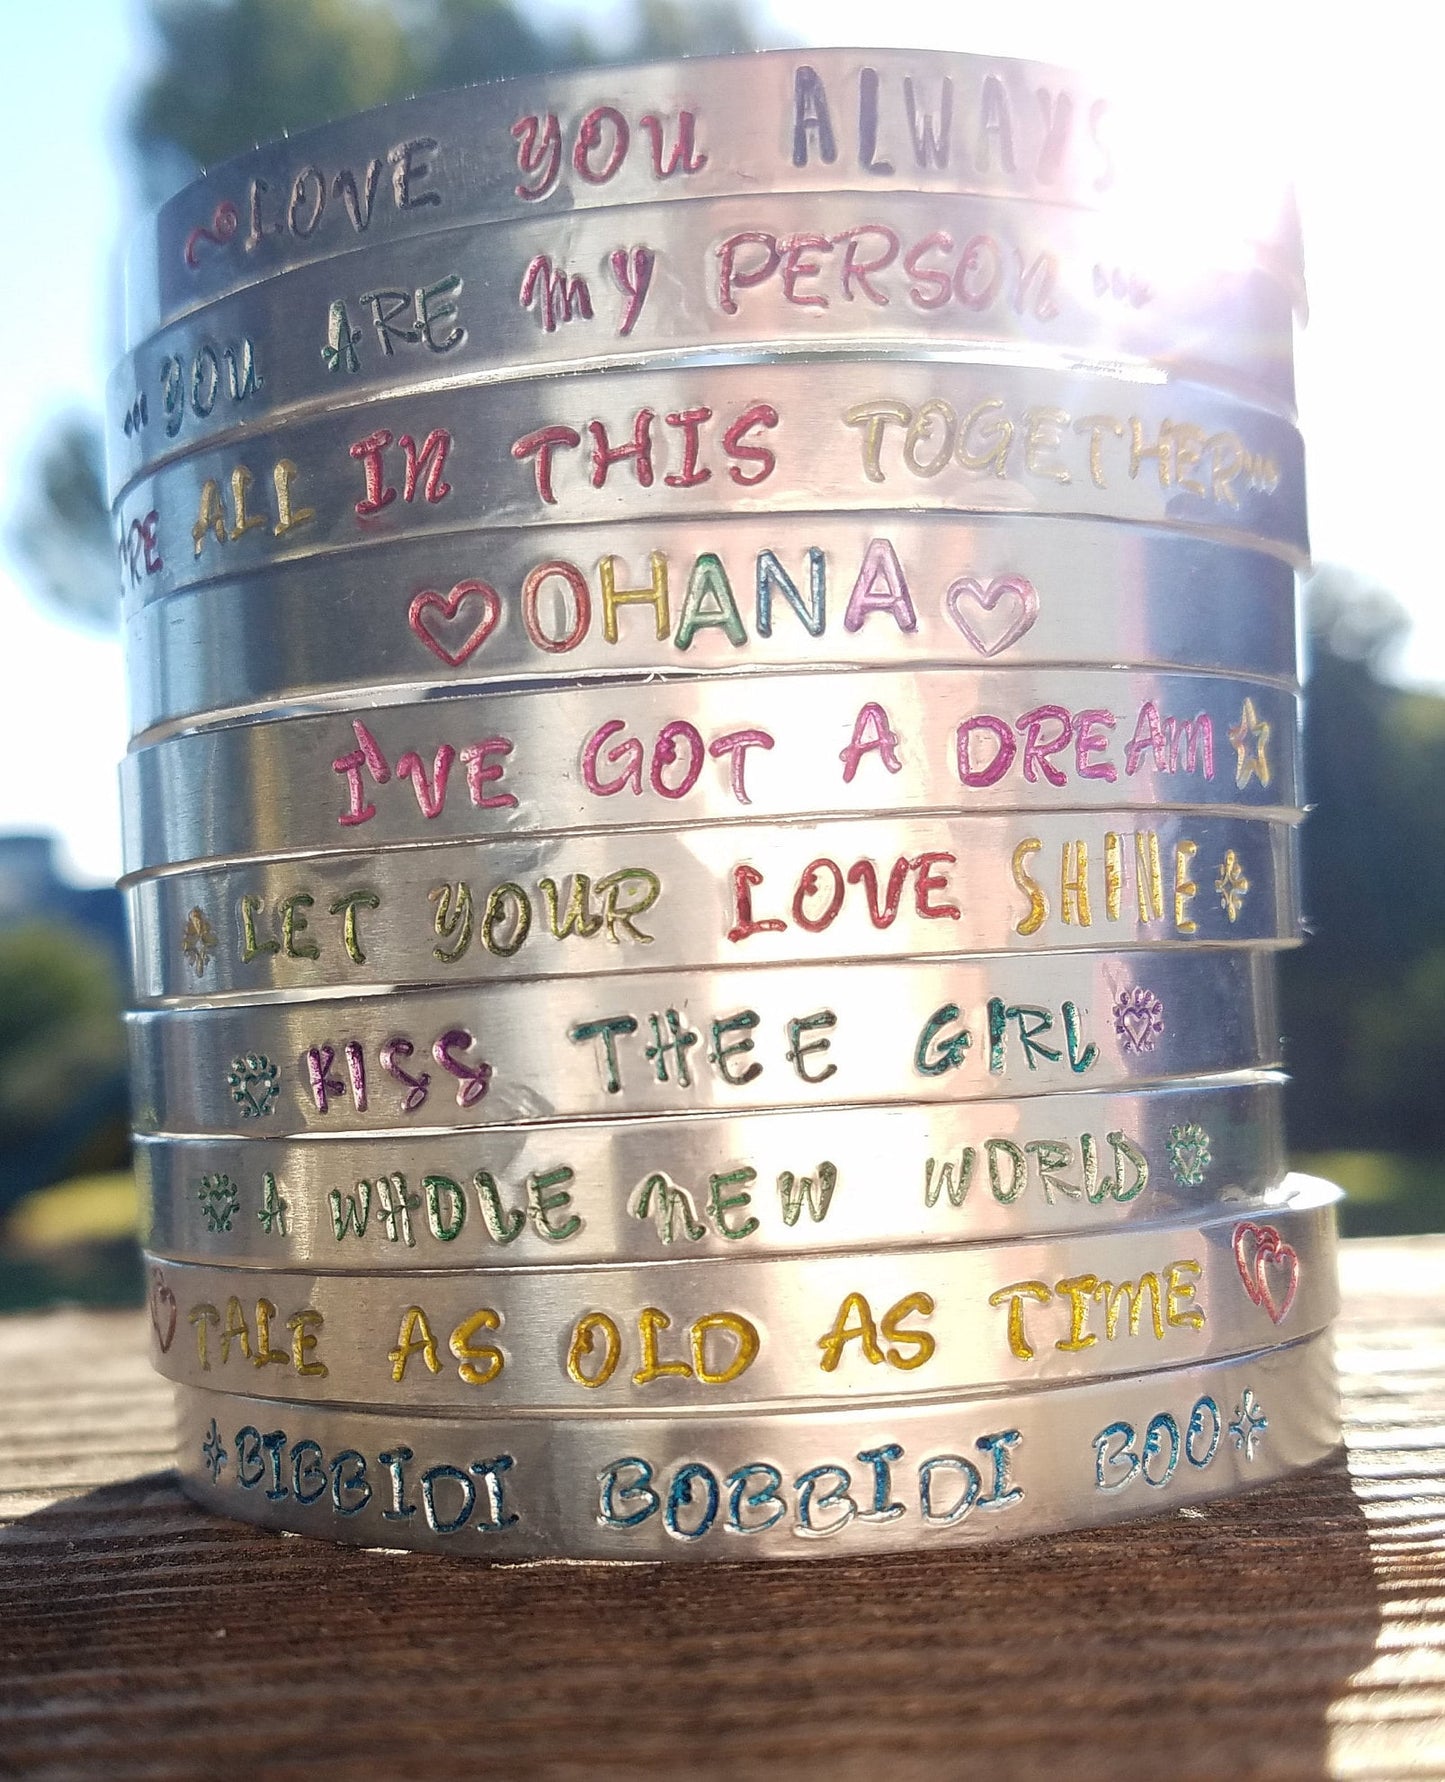 LOVE YOU ALWAYS
... YOU ARE MY PERSON ...
ARE ALL IN THIS TOGETHER...
OHANA
I'VE GOT A DREAM
LET YOUR LOVE SHINE
KISS THEE GIRL
A WHOLE NEW WORLD
TALE AS OLD AS TIME
BIBBIDI BOBBIDI BOO